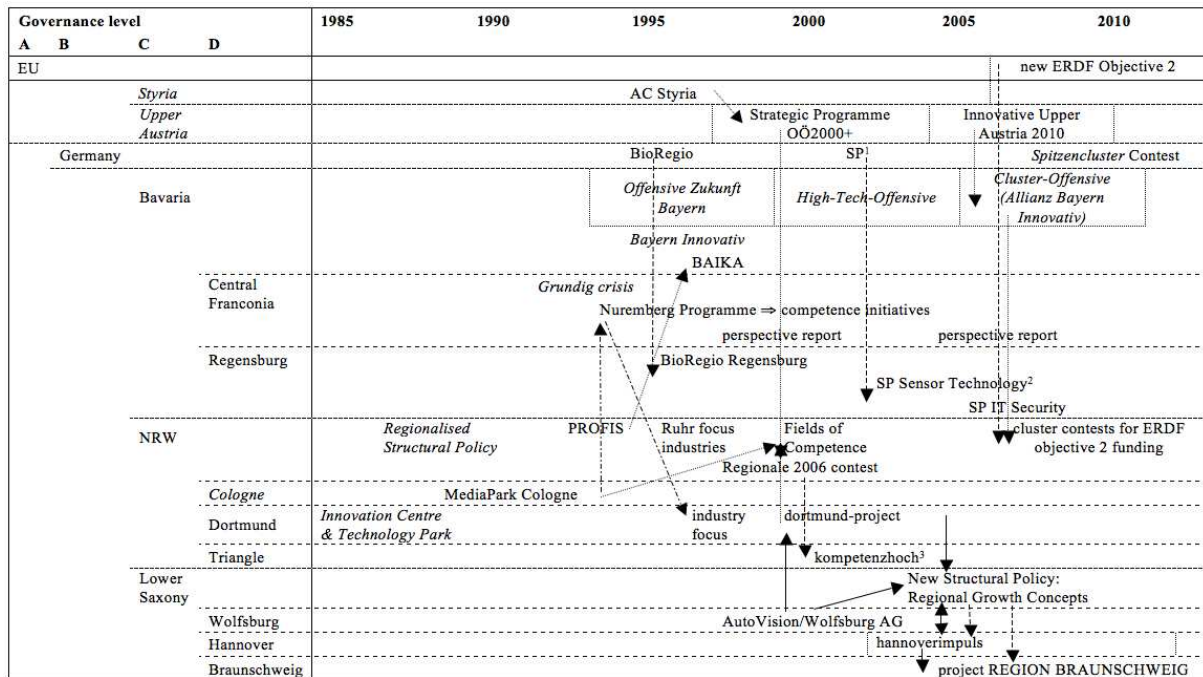 Governance level 1985 1990 1995 2000 2005 2010
A B C D
EU new ERDF Objective 2
Styria AC Styria
Upper Strategic Programme Innovative Upper
Austria OÖ2000+ Austria 2010
Germany BioRegio SP¹ Spitzencluster Contest
Bavaria Offensive Zukunft Bayern High-Tech-Offensive Cluster-Offensive
(Allianz Bayern
Innovativ)
Bayern Innovativ
BAIKA
Central Grundig crisis
Franconia Nuremberg Programme ⇒ competence initiatives
perspective report perspective report
Regensburg BioRegio Regensburg
SP Sensor Technology²
SP IT Security
NRW Regionalised PROFIS Ruhr focus Fields of cluster contests for ERDF
Structural Policy industries Competence objective 2 funding
Regionale 2006 contest
Cologne MediaPark Cologne
Dortmund Innovation Centre industry dortmund-project
& Technology Park focus
Triangle kompetenzhoch³
Lower New Structural Policy:
Saxony Regional Growth Concepts
Wolfsburg AutoVision/Wolfsburg AG
Hannover hannoverimpuls
Braunschweig project REGION BRAUNSCHWEIG